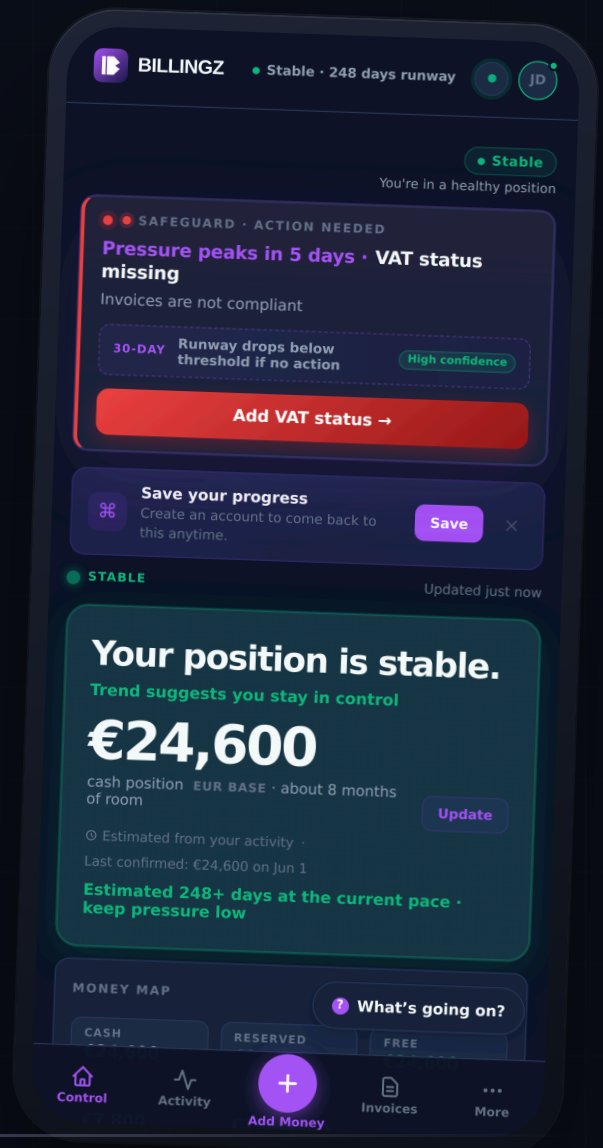 BILLINGZ
Stable · 248 days runway
JD
Stable
You're in a healthy position
SAFEGUARD · ACTION NEEDED
Pressure peaks in 5 days · VAT status
missing
Invoices are not compliant
30-DAY
Runway drops below
threshold if no action
High confidence
Add VAT status →
⌘
Save your progress
Create an account to come back to
this anytime.
Save
×
STABLE
Updated just now
Your position is stable.
Trend suggests you stay in control
€24,600
cash position EUR BASE · about 8 months
of room
Update
Estimated from your activity ·
Last confirmed: €24,600 on Jun 1
Estimated 248+ days at the current pace ·
keep pressure low
MONEY MAP
? What's going on?
CASH
RESERVED
FREE
Control
Activity
+
Add Money
Invoices
More